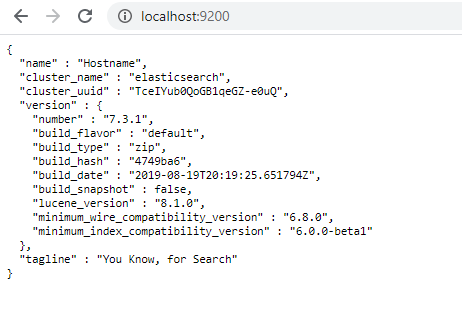 localhost:9200
{
  "name" : "Hostname",
  "cluster_name" : "elasticsearch",
  "cluster_uuid" : "TceIYub0QoGB1qeGZ-e0uQ",
  "version" : {
    "number" : "7.3.1",
    "build_flavor" : "default",
    "build_type" : "zip",
    "build_hash" : "4749ba6",
    "build_date" : "2019-08-19T20:19:25.651794Z",
    "build_snapshot" : false,
    "lucene_version" : "8.1.0",
    "minimum_wire_compatibility_version" : "6.8.0",
    "minimum_index_compatibility_version" : "6.0.0-beta1"
  },
  "tagline" : "You Know, for Search"
}